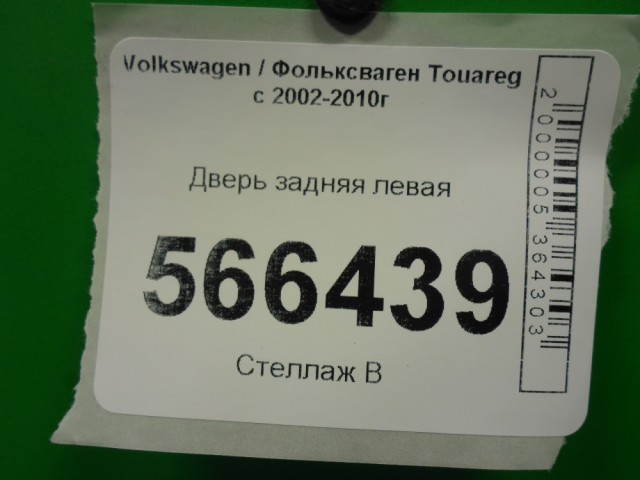 Volkswagen / Фольксваген Touareg
с 2002-2010г
Дверь задняя левая
566439
Стеллаж В
2000005364303